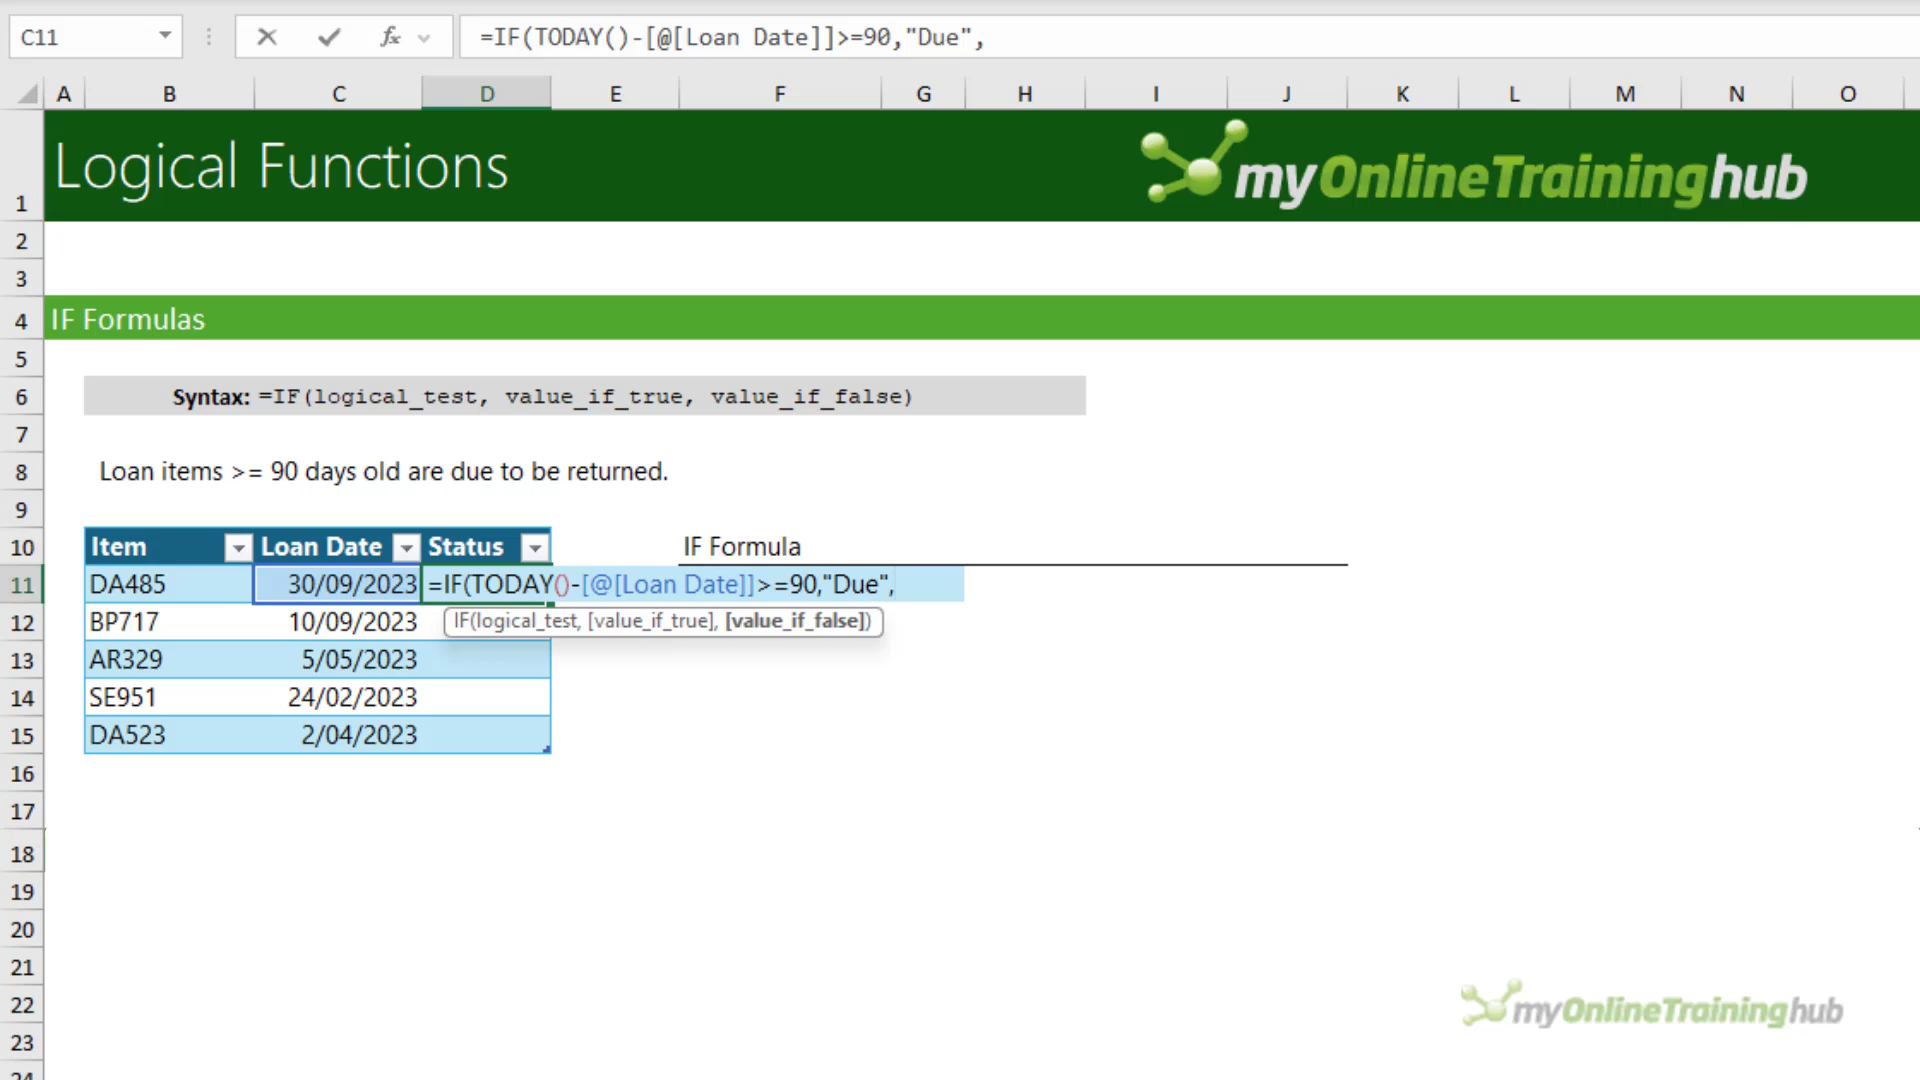 C11
fx
=IF(TODAY()-[@[Loan Date]]>=90,"Due",
A B C D E F G H I J K L M N O
1 Logical Functions myOnlineTraininghub
2
3
4 IF Formulas
5
6 Syntax: =IF(logical_test, value_if_true, value_if_false)
7
8 Loan items >= 90 days old are due to be returned.
9
10 Item Loan Date Status IF Formula
11 DA485 30/09/2023 =IF(TODAY()-[@[Loan Date]]>=90,"Due",
12 BP717 10/09/2023 IF(logical_test, [value_if_true], [value_if_false])
13 AR329 5/05/2023
14 SE951 24/02/2023
15 DA523 2/04/2023
16
17
18
19
20
21
22 myOnlineTraininghub
23
24